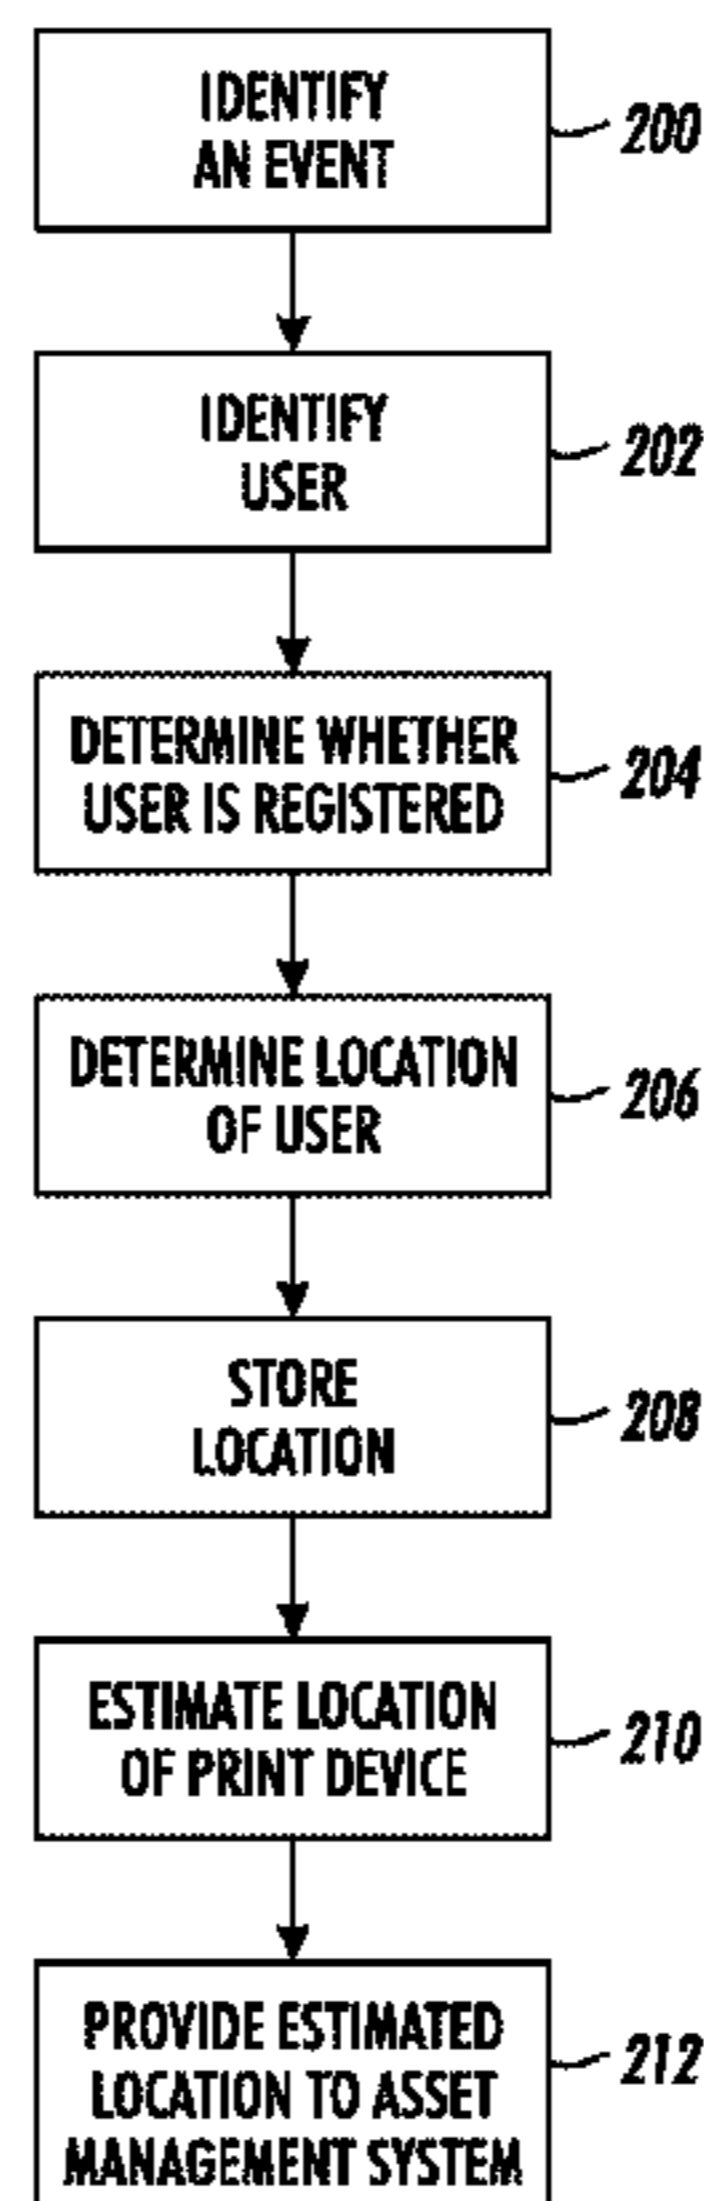 IDENTIFY
AN EVENT
200
IDENTIFY
USER
202
DETERMINE WHETHER
USER IS REGISTERED
204
DETERMINE LOCATION
OF USER
206
STORE
LOCATION
208
ESTIMATE LOCATION
OF PRINT DEVICE
210
PROVIDE ESTIMATED
LOCATION TO ASSET
MANAGEMENT SYSTEM
212